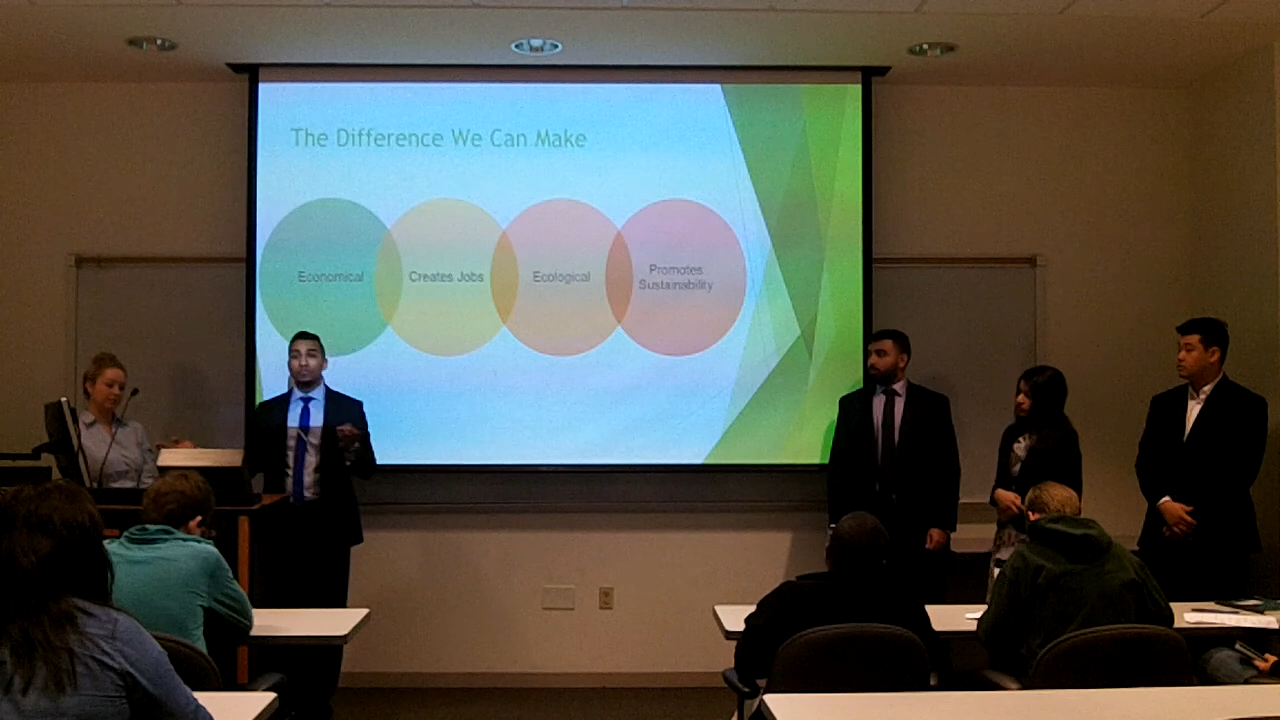 The Difference We Can Make
Economical
Creates Jobs
Ecological
Promotes
Sustainability